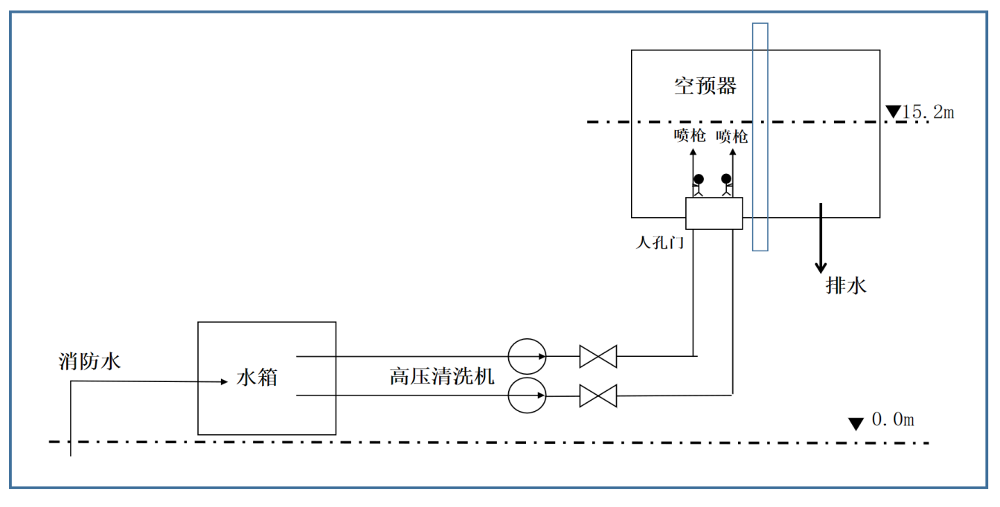 空预器
15.2m
喷枪 喷枪
人孔门
排水
消防水
水箱
高压清洗机
0.0m